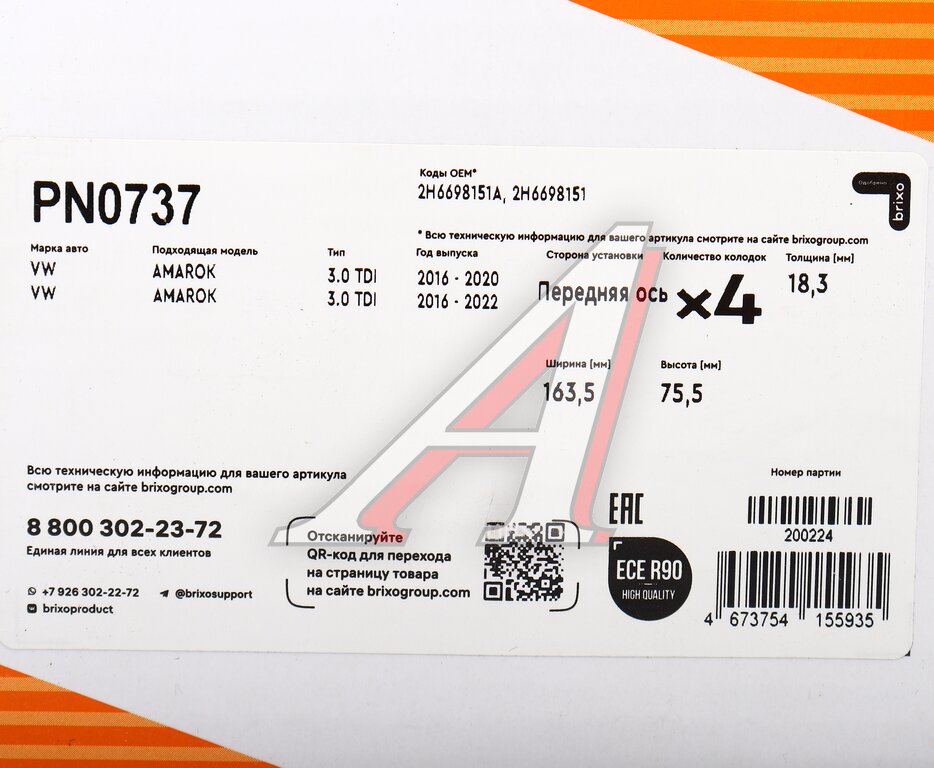 PN0737
Коды OEM*
2H6698151A, 2H6698151
Одобрено
brixo
* Всю техническую информацию для вашего артикула смотрите на сайте brixogroup.com
Марка авто Подходящая модель Тип Год выпуска Сторона установки Количество колодок Толщина [мм]
VW AMAROK 3.0 TDI 2016 - 2020
VW AMAROK 3.0 TDI 2016 - 2022
Передняя ось ×4 18,3
Ширина [мм] Высота [мм]
163,5 75,5
Всю техническую информацию для вашего артикула
смотрите на сайте brixogroup.com
8 800 302-23-72
Единая линия для всех клиентов
+7 926 302-22-72 @brixosupport
brixoproduct
Отсканируйте
QR-код для перехода
на страницу товара
на сайте brixogroup.com
EAC
ECE R90
HIGH QUALITY
Номер партии
200224
4 673754 155935